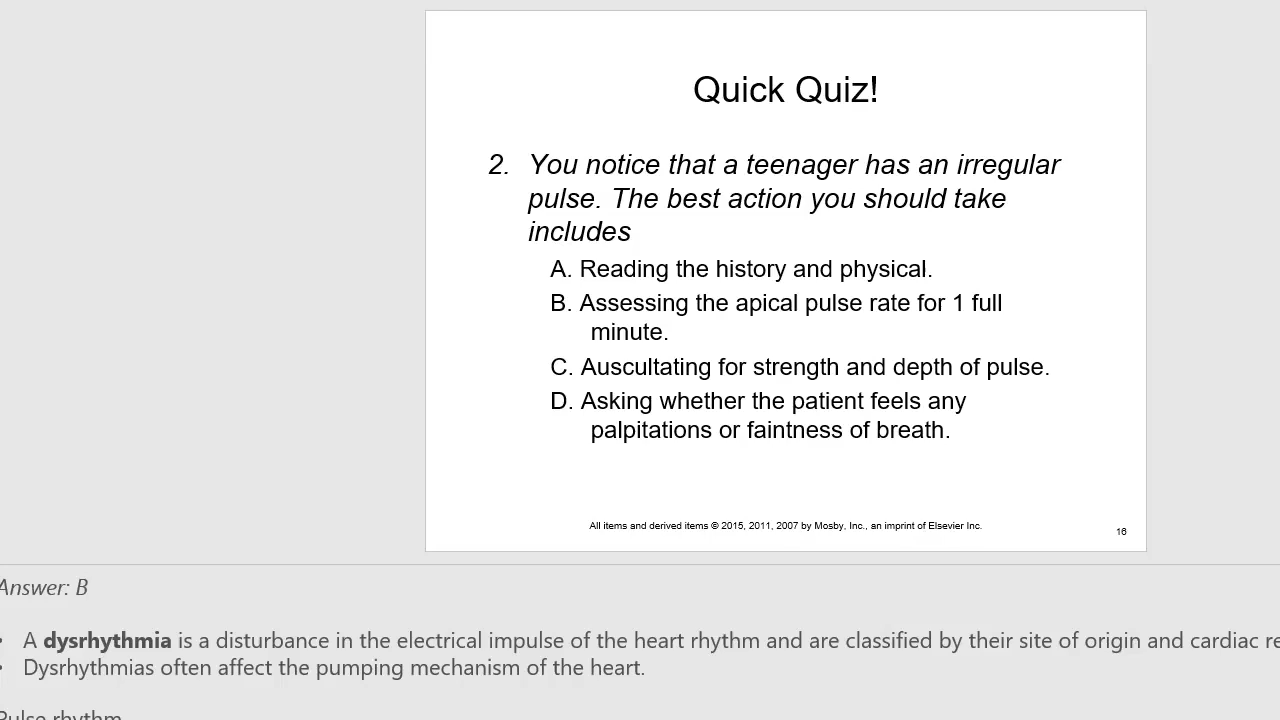 Quick Quiz!
2. You notice that a teenager has an irregular
pulse. The best action you should take
includes
A. Reading the history and physical.
B. Assessing the apical pulse rate for 1 full
minute.
C. Auscultating for strength and depth of pulse.
D. Asking whether the patient feels any
palpitations or faintness of breath.
All items and derived items © 2015, 2011, 2007 by Mosby, Inc., an imprint of Elsevier Inc.
16
Answer: B
• A dysrhythmia is a disturbance in the electrical impulse of the heart rhythm and are classified by their site of origin and cardiac re
• Dysrhythmias often affect the pumping mechanism of the heart.
Pulse rhythm